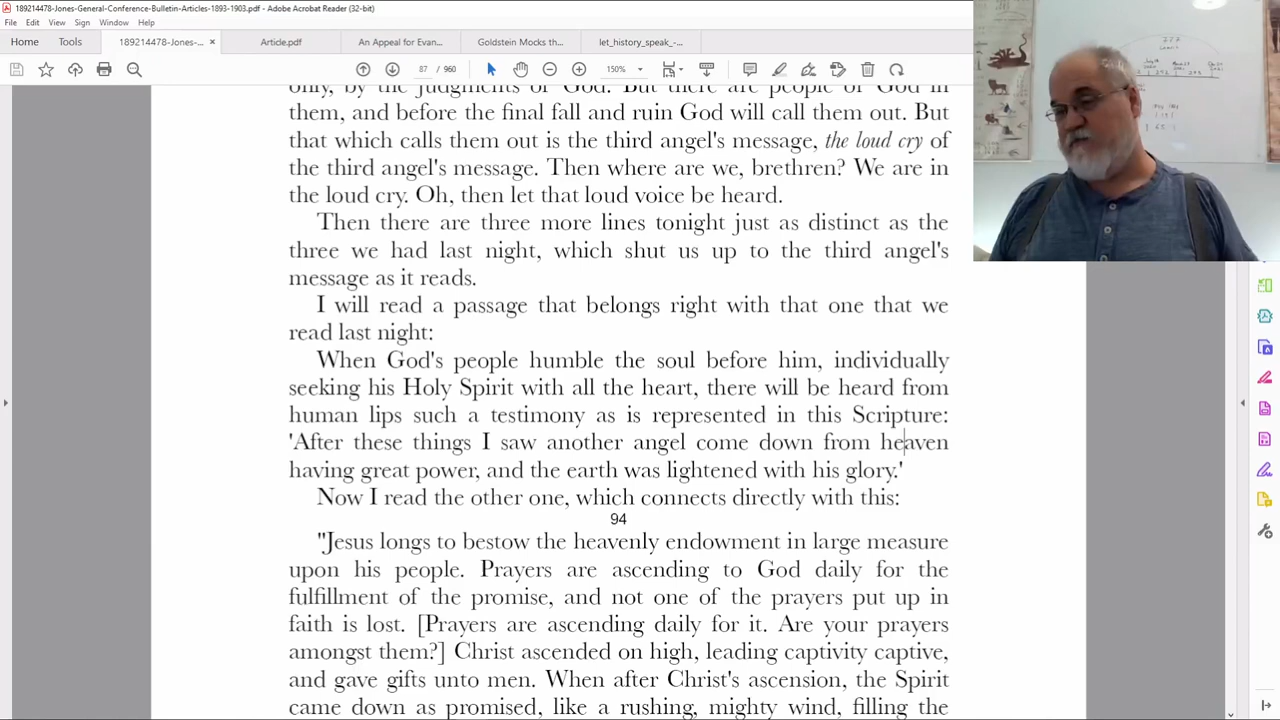 189214478-Jones-General-Conference-Bulletin-Articles-1893-1903.pdf - Adobe Acrobat Reader (32-bit)
File Edit View Sign Window Help
Home Tools 189214478-Jones-... × Article.pdf An Appeal for Evan... Goldstein Mocks th... let_history_speak_-...
87 / 960 150%
only, by the judgments of God. But there are people of God in
them, and before the final fall and ruin God will call them out. But
that which calls them out is the third angel's message, the loud cry of
the third angel's message. Then where are we, brethren? We are in
the loud cry. Oh, then let that loud voice be heard.
Then there are three more lines tonight just as distinct as the
three we had last night, which shut us up to the third angel's
message as it reads.
I will read a passage that belongs right with that one that we
read last night:
When God's people humble the soul before him, individually
seeking his Holy Spirit with all the heart, there will be heard from
human lips such a testimony as is represented in this Scripture:
'After these things I saw another angel come down from heaven
having great power, and the earth was lightened with his glory.'
Now I read the other one, which connects directly with this:
94
"Jesus longs to bestow the heavenly endowment in large measure
upon his people. Prayers are ascending to God daily for the
fulfillment of the promise, and not one of the prayers put up in
faith is lost. [Prayers are ascending daily for it. Are your prayers
amongst them?] Christ ascended on high, leading captivity captive,
and gave gifts unto men. When after Christ's ascension, the Spirit
came down as promised, like a rushing, mighty wind, filling the